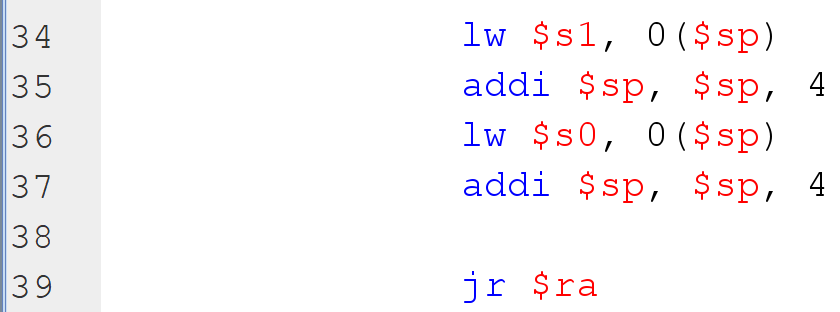 34 lw $s1, 0($sp)
35 addi $sp, $sp, 4
36 lw $s0, 0($sp)
37 addi $sp, $sp, 4
38
39 jr $ra